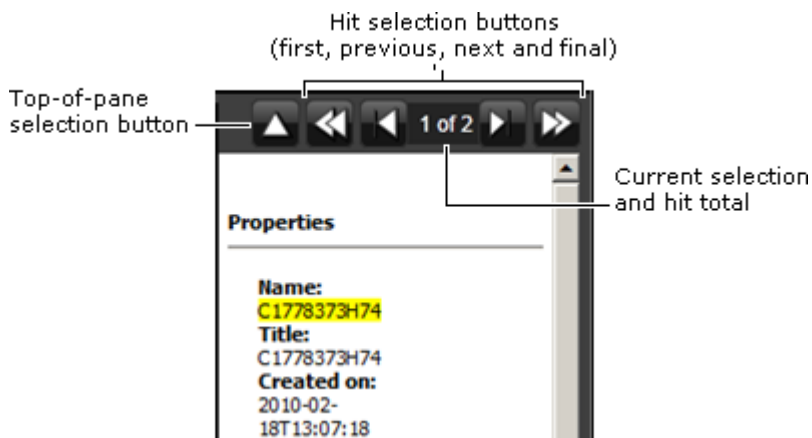 Hit selection buttons
(first, previous, next and final)
Top-of-pane
selection button
1 of 2
Current selection
and hit total
Properties
Name:
C1778373H74
Title:
C1778373H74
Created on:
2010-02-
18T13:07:18